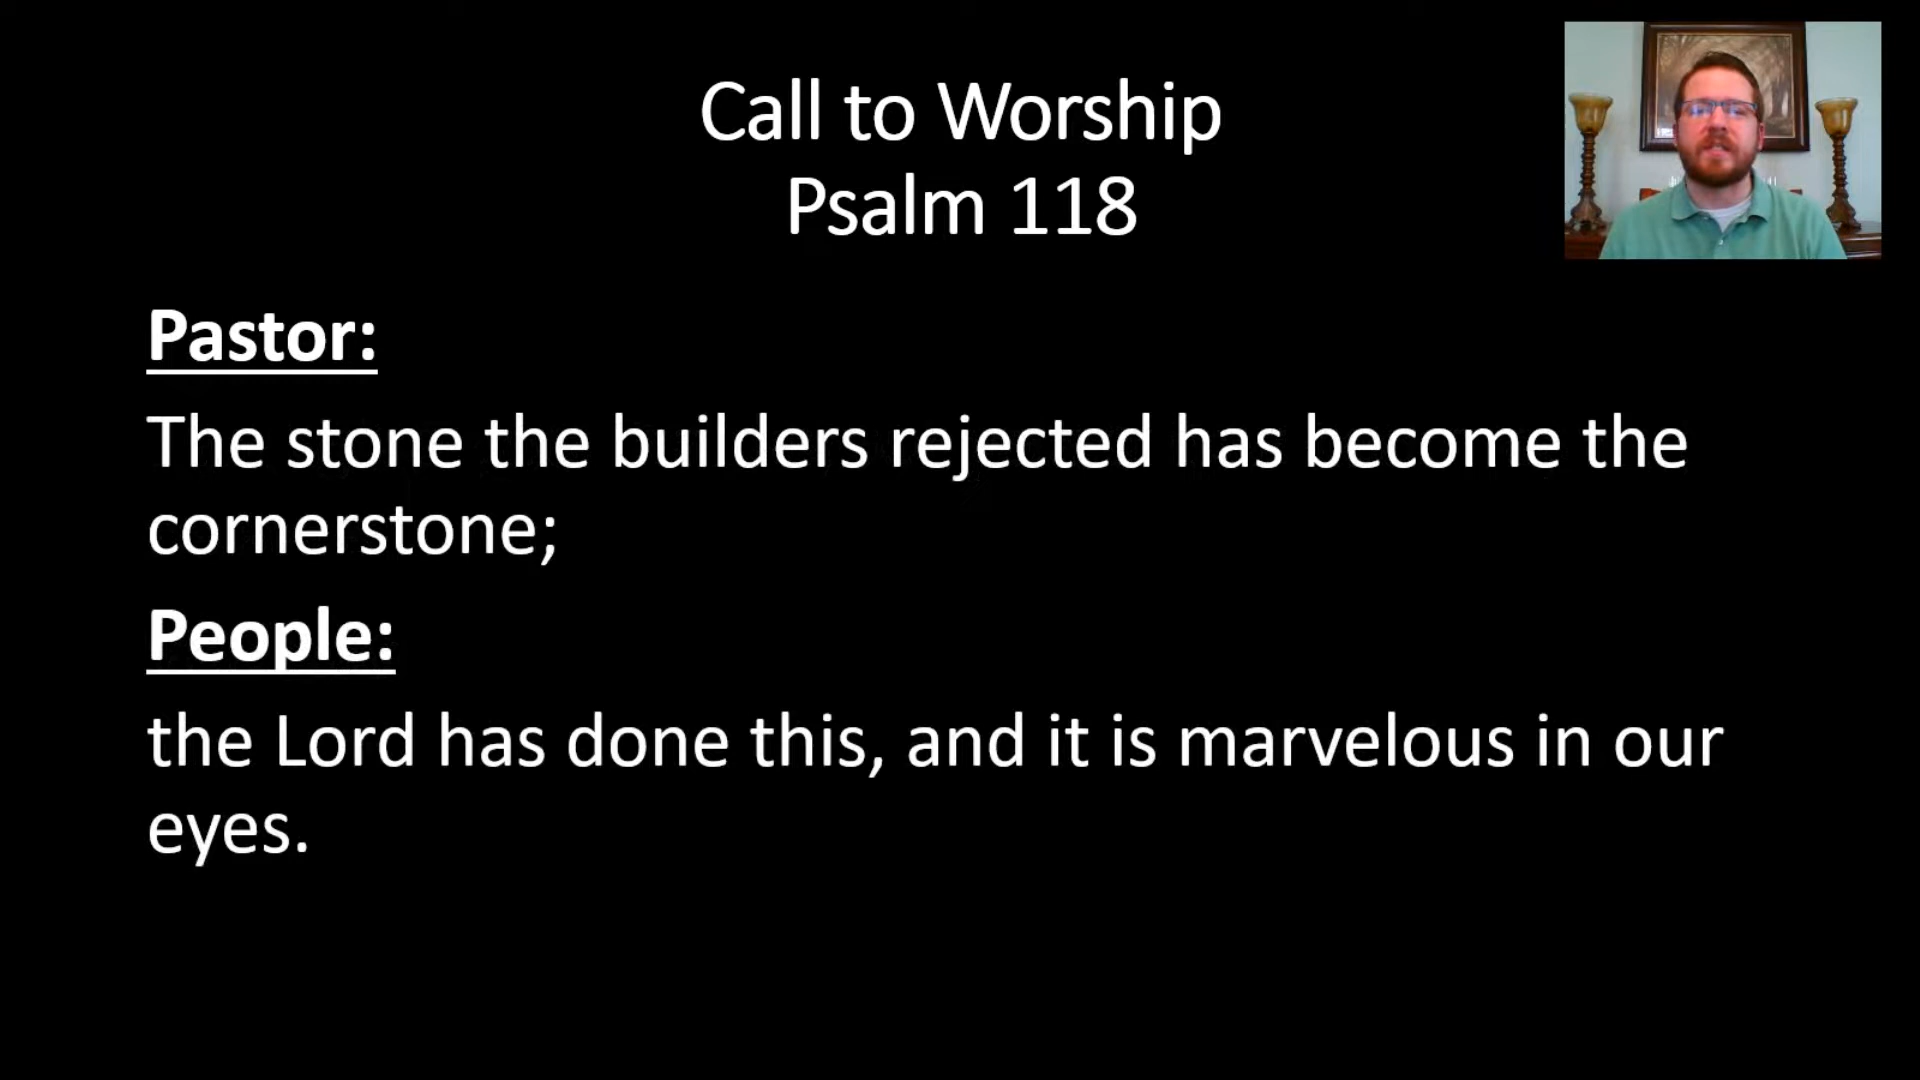 Call to Worship
Psalm 118
Pastor:
The stone the builders rejected has become the
cornerstone;
People:
the Lord has done this, and it is marvelous in our
eyes.